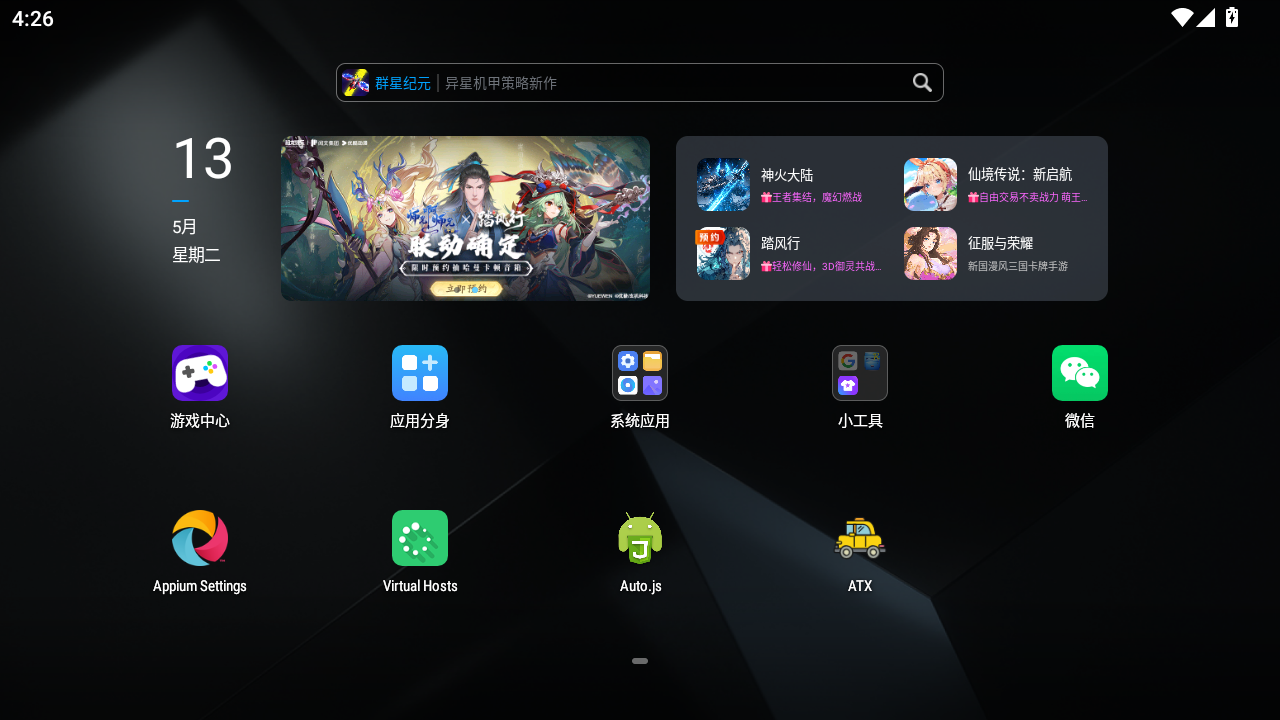 4:26
群星纪元 | 异星机甲策略新作
13
5月
星期二
师兄啊师兄 × 踏风行
联动确定
限时预约抽哈曼卡顿音箱
立即预约
神火大陆
王者集结，魔幻燃战
仙境传说：新启航
自由交易不卖战力 萌王...
预约
踏风行
轻松修仙，3D御灵共战...
征服与荣耀
新国漫风三国卡牌手游
游戏中心
应用分身
系统应用
小工具
微信
Appium Settings
Virtual Hosts
Auto.js
ATX